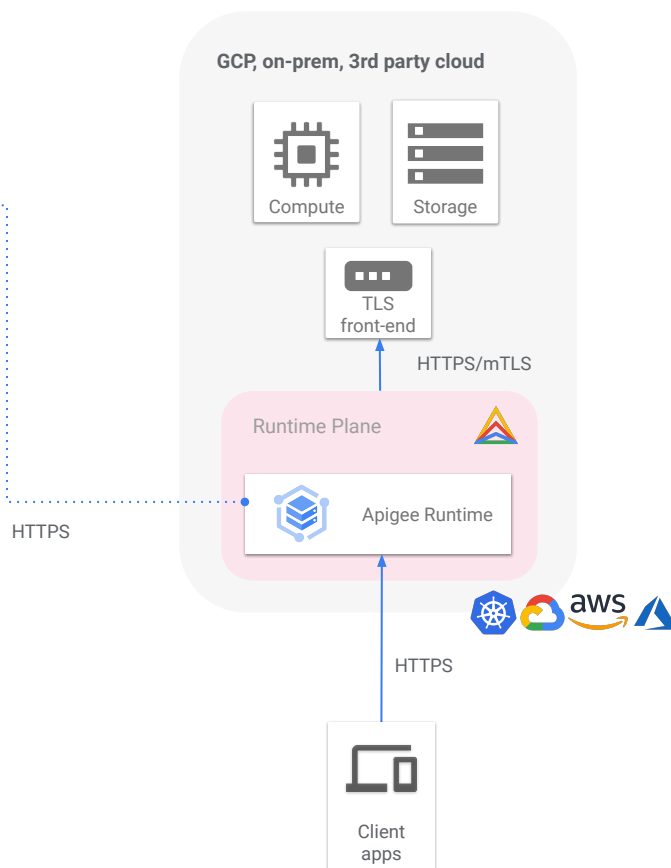 GCP, on-prem, 3rd party cloud
Compute
Storage
TLS
front-end
HTTPS/mTLS
Runtime Plane
Apigee Runtime
HTTPS
aws
HTTPS
Client
apps